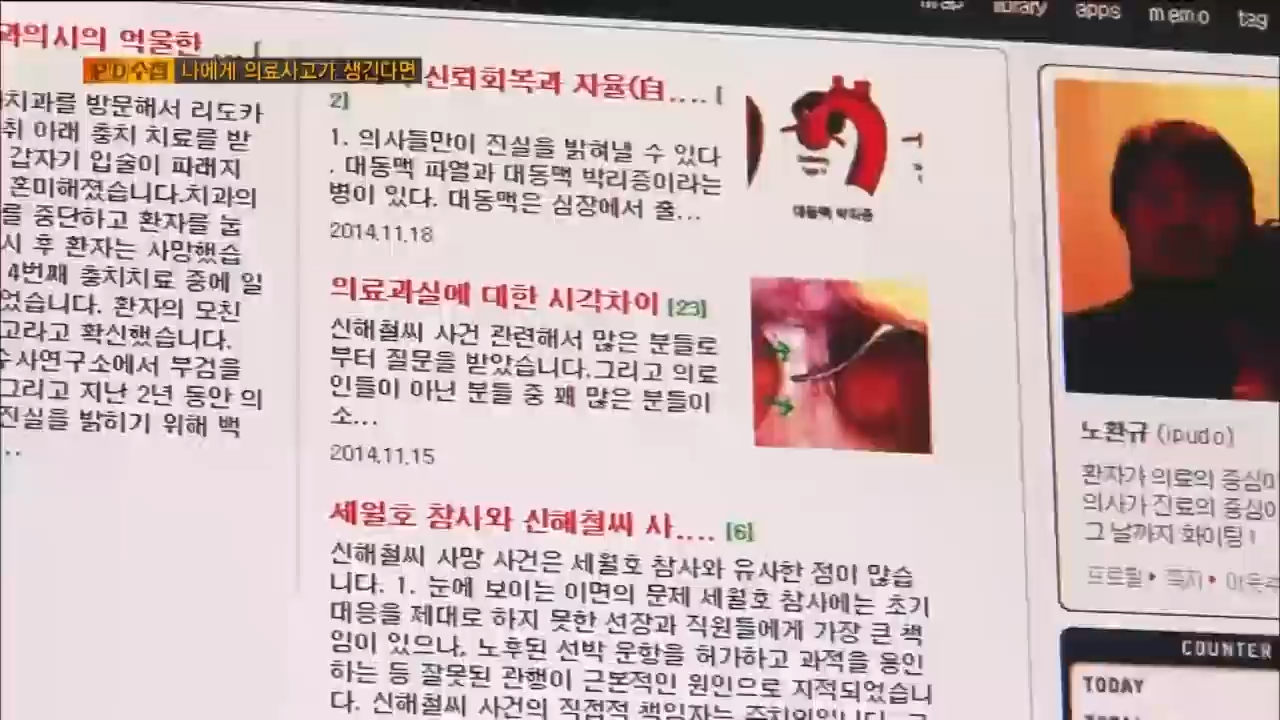 library apps memo tag
과의시의 억울한
PD수첩 나에게 의료사고가 생긴다면
치과를 방문해서 리도카
취 아래 충치 치료를 받
갑자기 입술이 파래지
혼미해졌습니다.치과의
를 중단하고 환자를 눕
시 후 환자는 사망했습
4번째 충치치료 중에 일
었습니다. 환자의 모친
고라고 확신했습니다.
수사연구소에서 부검을
그리고 지난 2년 동안 의
진실을 밝히기 위해 백
..
신뢰회복과 자율(自.... [
2]
1. 의사들만이 진실을 밝혀낼 수 있다
. 대동맥 파열과 대동맥 박리증이라는
병이 있다. 대동맥은 심장에서 출...
2014.11.18
대동맥 박리증
의료과실에 대한 시각차이 [23]
신해철씨 사건 관련해서 많은 분들로
부터 질문을 받았습니다.그리고 의료
인들이 아닌 분들 중 꽤 많은 분들이
소...
2014.11.15
세월호 참사와 신해철씨 사.... [6]
신해철씨 사망 사건은 세월호 참사와 유사한 점이 많습
니다. 1. 눈에 보이는 이면의 문제 세월호 참사에는 초기
대응을 제대로 하지 못한 선장과 직원들에게 가장 큰 책
임이 있으나, 노후된 선박 운항을 허가하고 과적을 용인
하는 등 잘못된 관행이 근본적인 원인으로 지적되었습니
다. 신해철씨 사건의 직접적 책임자는 주치의입니다.
노환규 (ipudo)
환자가 의료의 중심이
의사가 진료의 중심이
그 날까지 화이팅!
프로필▸ 쪽지▸
COUNTER
TODAY